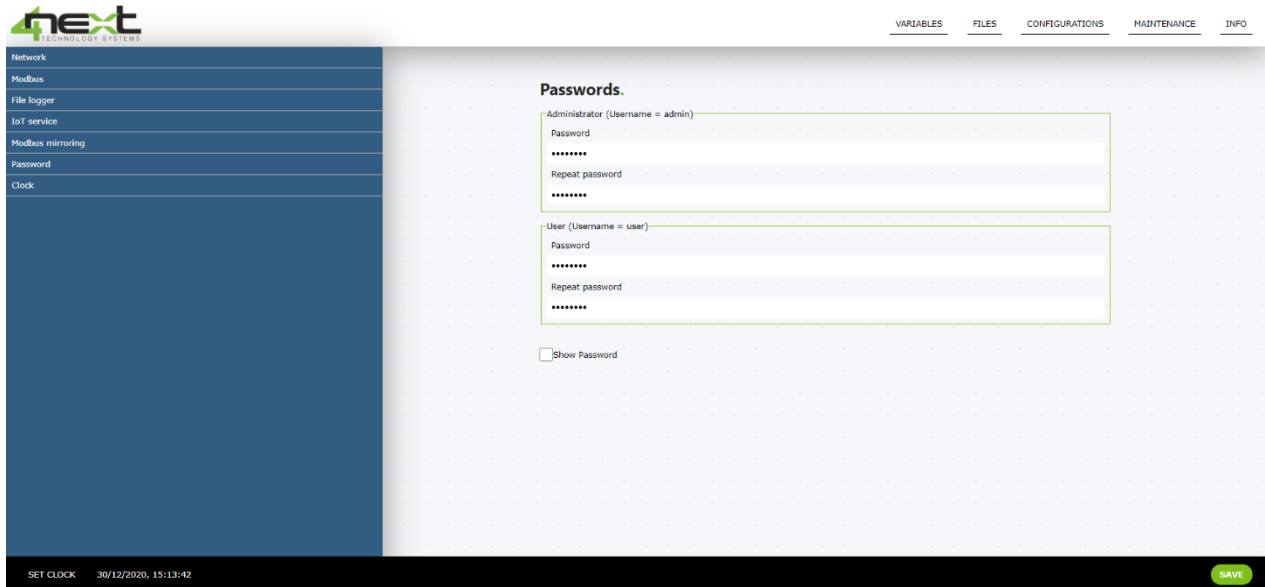 4next
TECHNOLOGY SYSTEMS
VARIABLES FILES CONFIGURATIONS MAINTENANCE INFO
Network
Modbus
File logger
IoT service
Modbus mirroring
Password
Clock
Passwords.
Administrator (Username = admin)
Password
••••••••
Repeat password
••••••••
User (Username = user)
Password
••••••••
Repeat password
••••••••
Show Password
SET CLOCK 30/12/2020, 15:13:42
SAVE